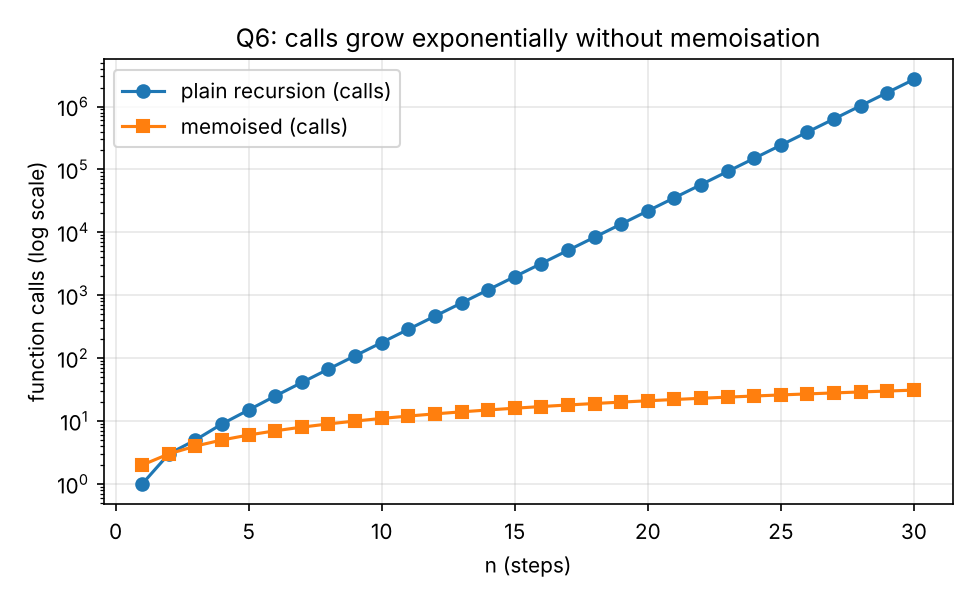 Q6: calls grow exponentially without memoisation
plain recursion (calls)
memoised (calls)
function calls (log scale)
10⁶
10⁵
10⁴
10³
10²
10¹
10⁰
0 5 10 15 20 25 30
n (steps)